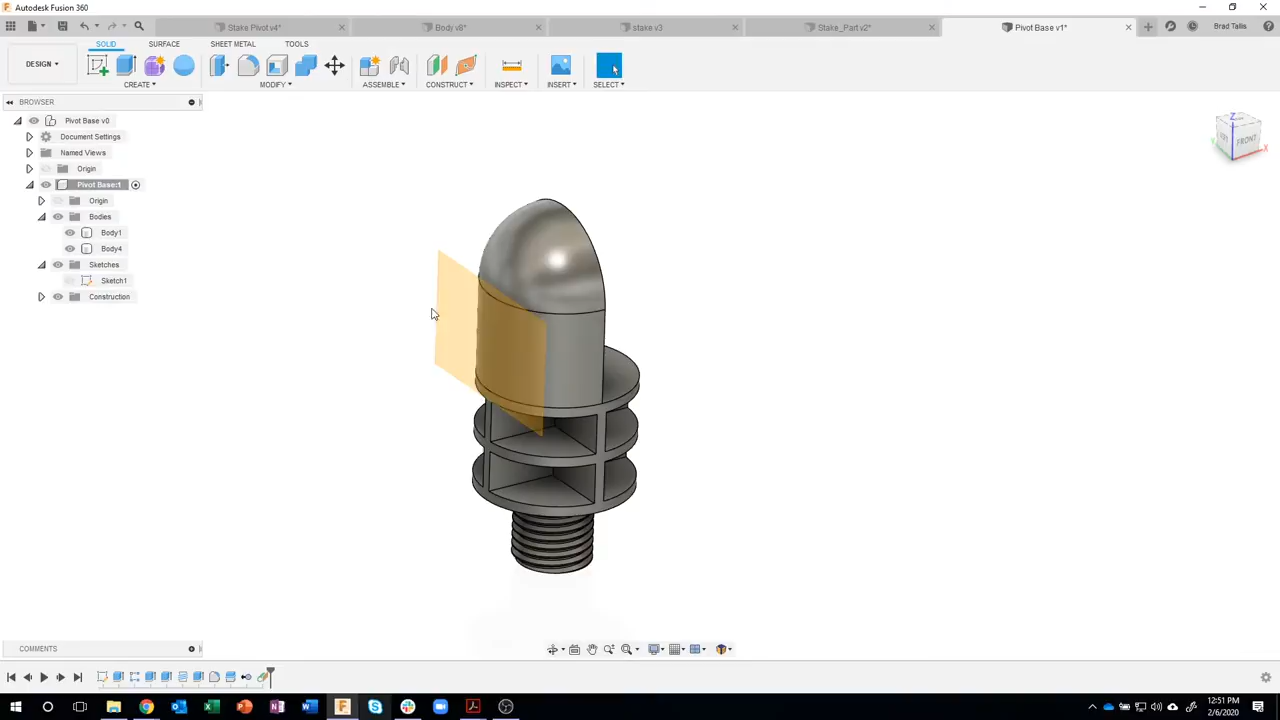 Autodesk Fusion 360
Stake Pivot v4*
Body v8*
stake v3
Stake_Part v2*
Pivot Base v1*
Brad Tallis
SOLID
SURFACE
SHEET METAL
TOOLS
DESIGN
CREATE
MODIFY
ASSEMBLE
CONSTRUCT
INSPECT
INSERT
SELECT
BROWSER
Pivot Base v0
Document Settings
Named Views
Origin
Pivot Base:1
Origin
Bodies
Body1
Body4
Sketches
Sketch1
Construction
Z
FRONT
X
Y
COMMENTS
12:51 PM
2/6/2020